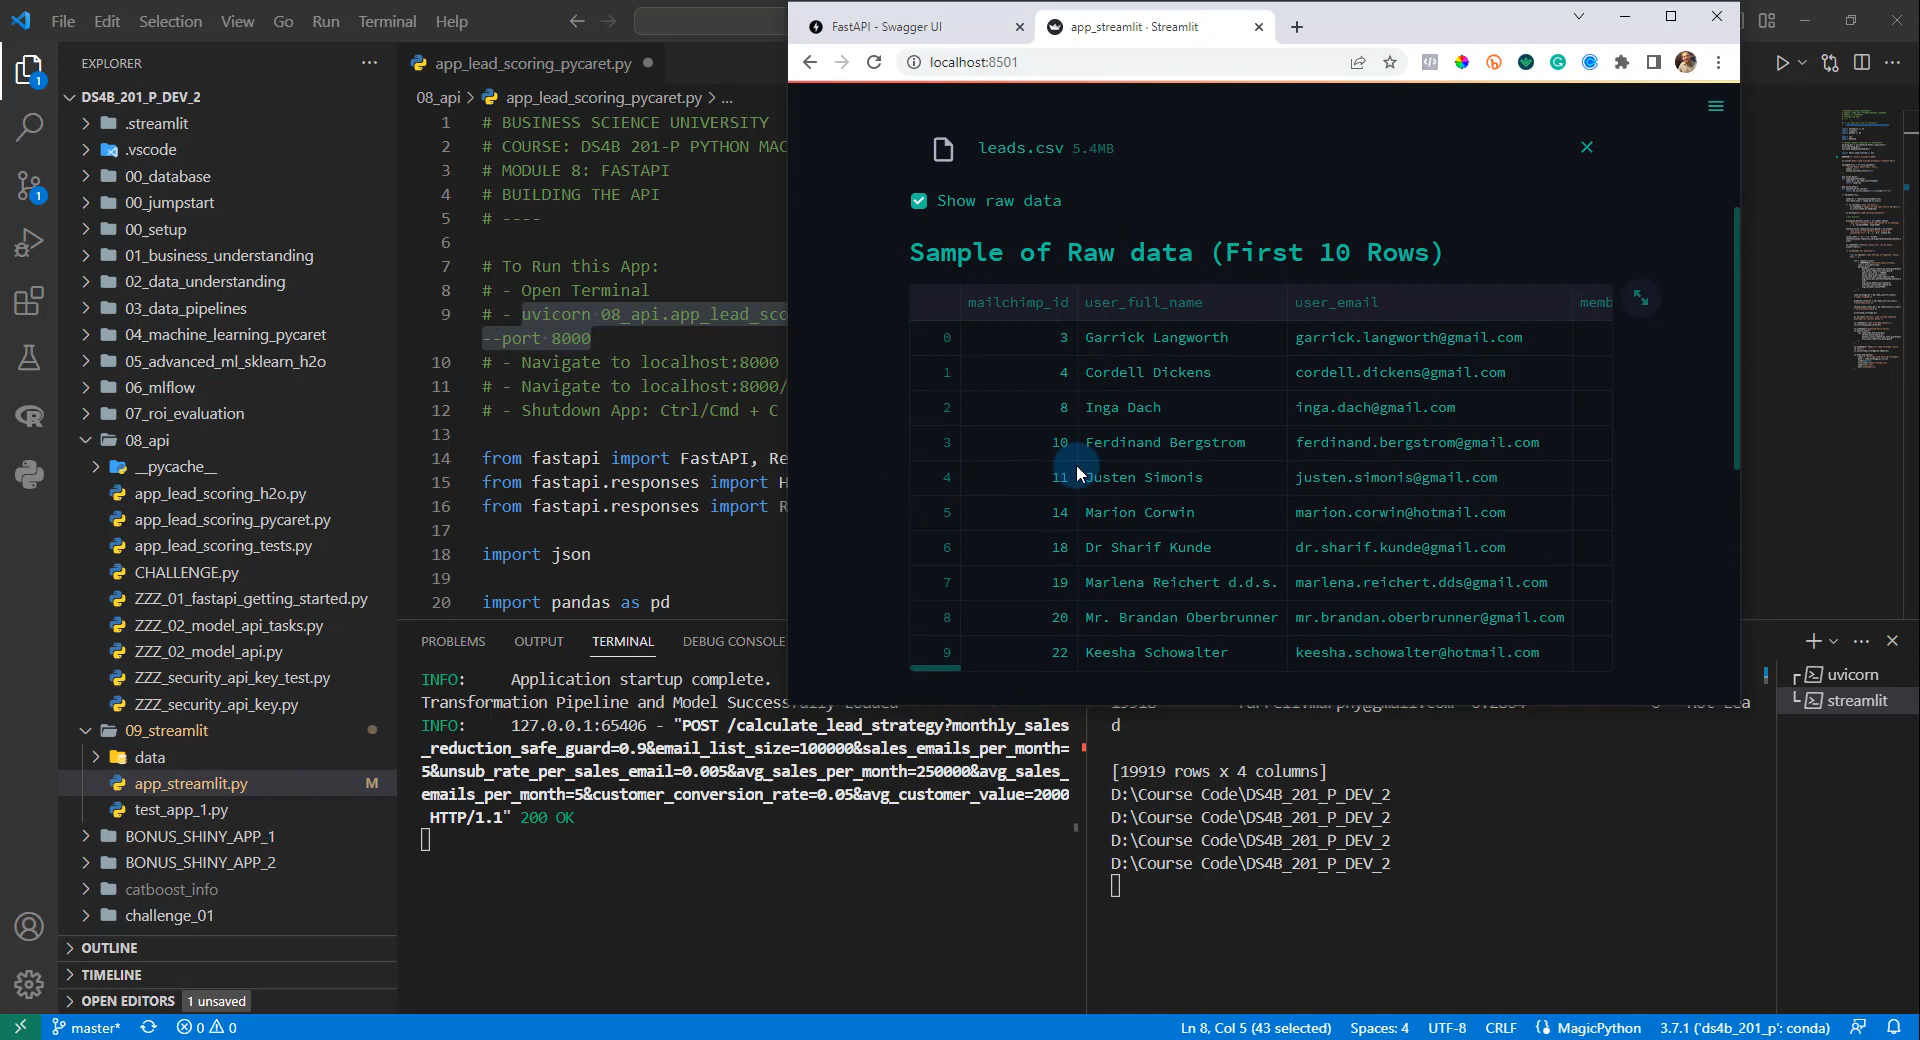 File Edit Selection View Go Run Terminal Help
EXPLORER
DS4B_201_P_DEV_2
.streamlit
.vscode
00_database
00_jumpstart
00_setup
01_business_understanding
02_data_understanding
03_data_pipelines
04_machine_learning_pycaret
05_advanced_ml_sklearn_h2o
06_mlflow
07_roi_evaluation
08_api
__pycache__
app_lead_scoring_h2o.py
app_lead_scoring_pycaret.py
app_lead_scoring_tests.py
CHALLENGE.py
ZZZ_01_fastapi_getting_started.py
ZZZ_02_model_api_tasks.py
ZZZ_02_model_api.py
ZZZ_security_api_key_test.py
ZZZ_security_api_key.py
09_streamlit
data
app_streamlit.py M
test_app_1.py
BONUS_SHINY_APP_1
BONUS_SHINY_APP_2
catboost_info
challenge_01
OUTLINE
TIMELINE
OPEN EDITORS 1 unsaved
app_lead_scoring_pycaret.py
08_api > app_lead_scoring_pycaret.py > ...
1 # BUSINESS SCIENCE UNIVERSITY
2 # COURSE: DS4B 201-P PYTHON MAC
3 # MODULE 8: FASTAPI
4 # BUILDING THE API
5 # ----
6
7 # To Run this App:
8 # - Open Terminal
9 # - uvicorn 08_api.app_lead_sco
--port 8000
10 # - Navigate to localhost:8000
11 # - Navigate to localhost:8000/
12 # - Shutdown App: Ctrl/Cmd + C
13
14 from fastapi import FastAPI, Re
15 from fastapi.responses import H
16 from fastapi.responses import R
17
18 import json
19
20 import pandas as pd
FastAPI - Swagger UI
app_streamlit · Streamlit
localhost:8501
leads.csv 5.4MB
Show raw data
Sample of Raw data (First 10 Rows)
mailchimp_id user_full_name user_email memb
0 3 Garrick Langworth garrick.langworth@gmail.com
1 4 Cordell Dickens cordell.dickens@gmail.com
2 8 Inga Dach inga.dach@gmail.com
3 10 Ferdinand Bergstrom ferdinand.bergstrom@gmail.com
4 11 Justen Simonis justen.simonis@gmail.com
5 14 Marion Corwin marion.corwin@hotmail.com
6 18 Dr Sharif Kunde dr.sharif.kunde@gmail.com
7 19 Marlena Reichert d.d.s. marlena.reichert.dds@gmail.com
8 20 Mr. Brandan Oberbrunner mr.brandan.oberbrunner@gmail.com
9 22 Keesha Schowalter keesha.schowalter@hotmail.com
PROBLEMS OUTPUT TERMINAL DEBUG CONSOLE
INFO: Application startup complete.
Transformation Pipeline and Model Successfully Loaded
INFO: 127.0.0.1:65406 - "POST /calculate_lead_strategy?monthly_sales
_reduction_safe_guard=0.9&email_list_size=100000&sales_emails_per_month=
5&unsub_rate_per_sales_email=0.005&avg_sales_per_month=250000&avg_sales_
emails_per_month=5&customer_conversion_rate=0.05&avg_customer_value=2000
HTTP/1.1" 200 OK
d
[19919 rows x 4 columns]
D:\Course Code\DS4B_201_P_DEV_2
D:\Course Code\DS4B_201_P_DEV_2
D:\Course Code\DS4B_201_P_DEV_2
D:\Course Code\DS4B_201_P_DEV_2
uvicorn
streamlit
master* 0 0
Ln 8, Col 5 (43 selected) Spaces: 4 UTF-8 CRLF MagicPython 3.7.1 ('ds4b_201_p': conda)